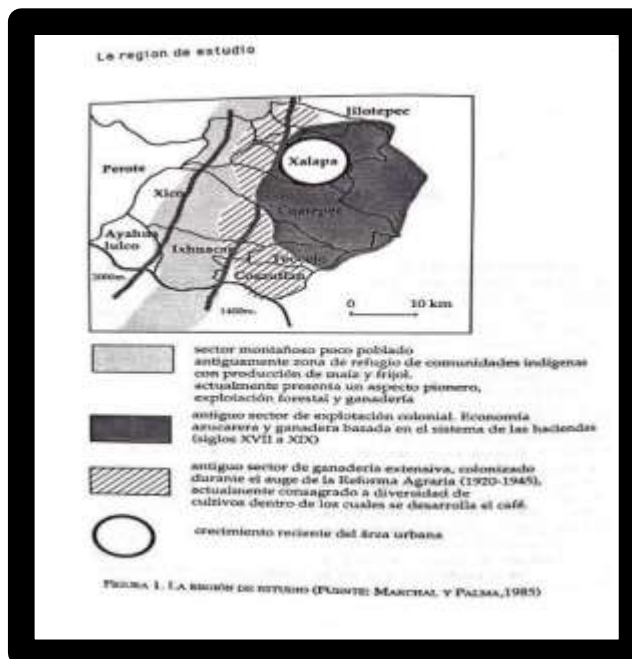 La region de estudio
Jilotepec
Xalapa
Perote
Xico
Coatepec
Ayahua
lulco
Ixhuacan
Teocelo
Cosautlan
2000m.
1400m.
0 10 km
sector montañoso poco poblado
antiguamente zona de refugio de comunidades indígenas
con producción de maíz y frijol.
actualmente presenta un aspecto pionero,
explotación forestal y ganadería
antiguo sector de explotación colonial. Economía
azucarera y ganadera basada en el sistema de las haciendas
(siglos XVII a XIX)
antiguo sector de ganadería extensiva, colonizado
durante el auge de la Reforma Agraria (1920-1945),
actualmente consagrado a diversidad de
cultivos dentro de los cuales se desarrolla el café.
crecimiento reciente del área urbana
FIGURA 1. LA REGIÓN DE ESTUDIO (FUENTE: MARCHAL Y PALMA, 1985)